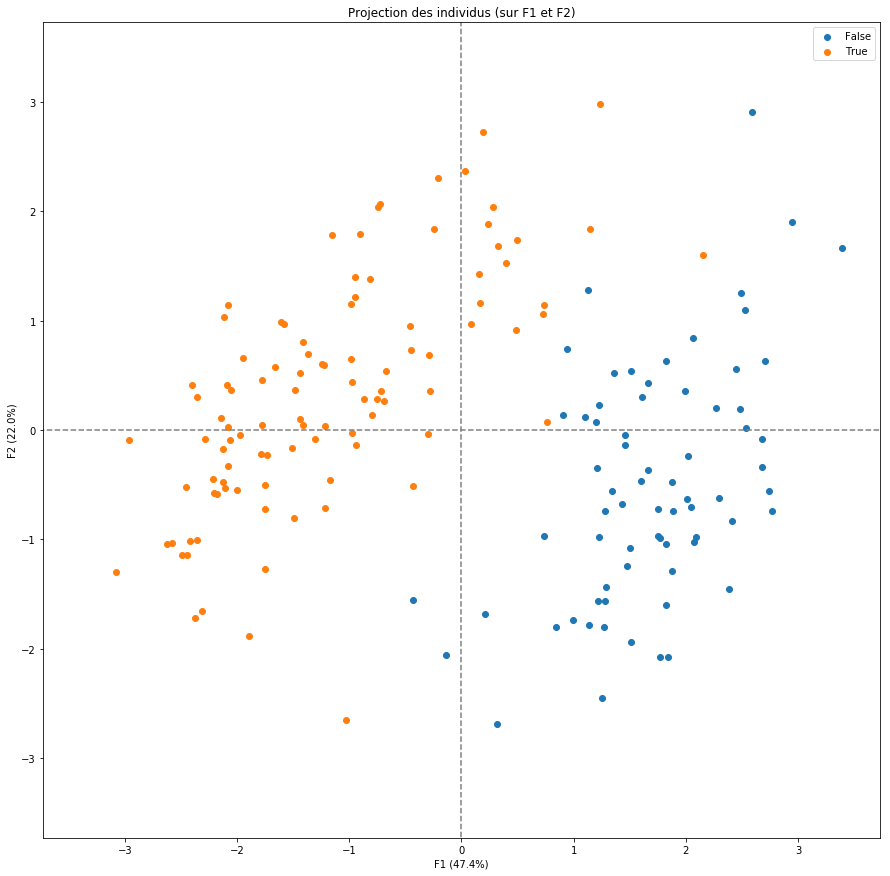 Projection des individus (sur F1 et F2)
False
True
3
2
1
0
−1
−2
−3
F2 (22.0%)
−3
−2
−1
0
1
2
3
F1 (47.4%)